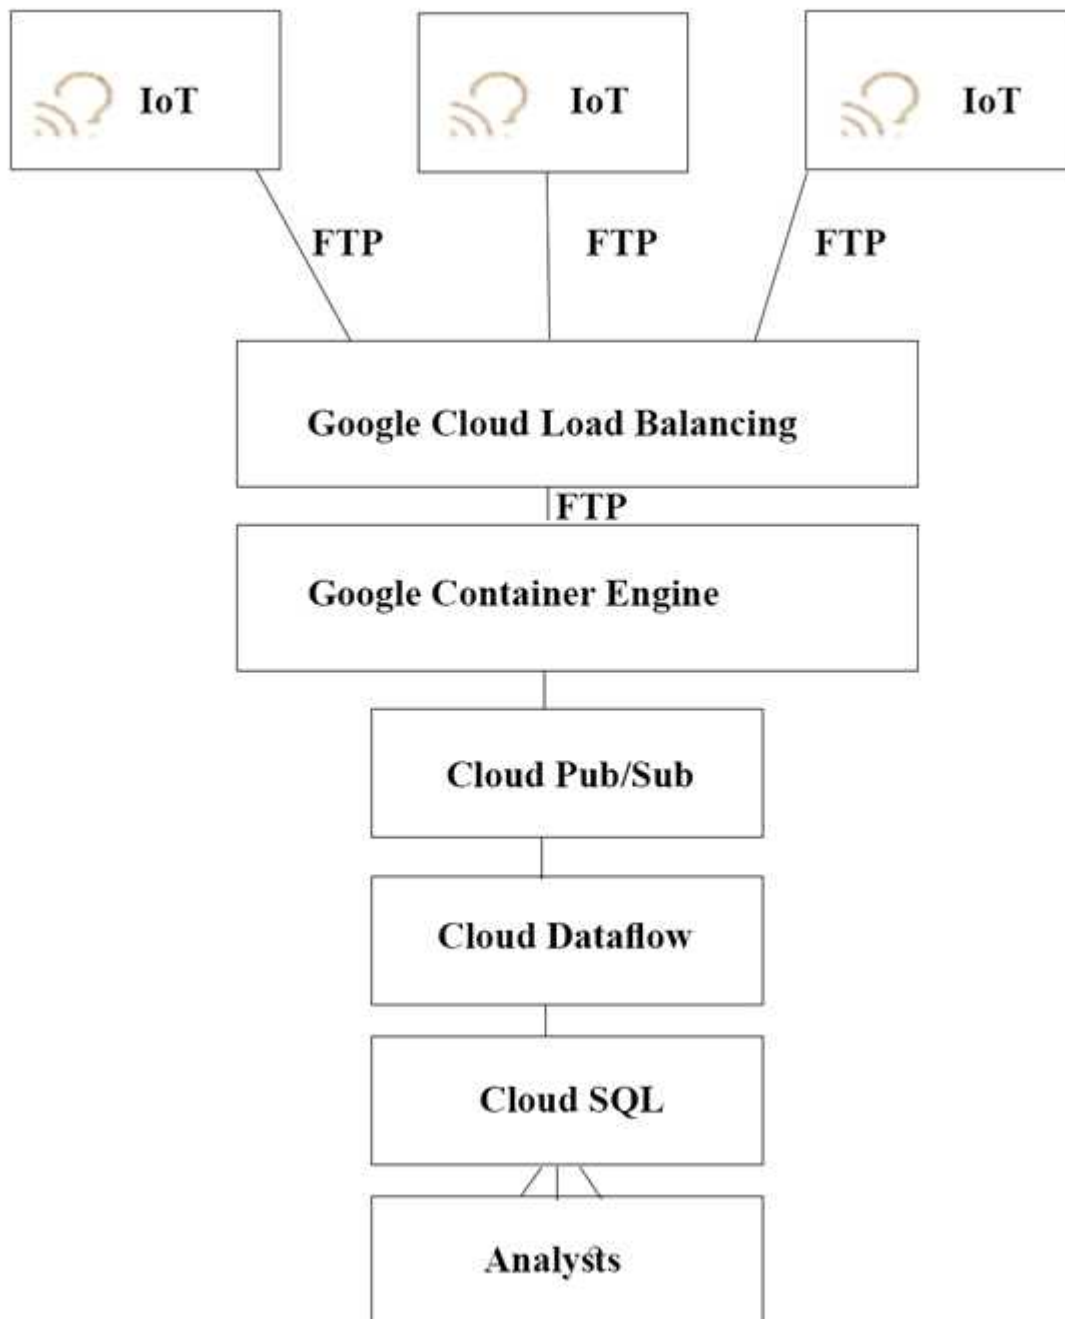 IoT
IoT
IoT
FTP
FTP
FTP
Google Cloud Load Balancing
FTP
Google Container Engine
Cloud Pub/Sub
Cloud Dataflow
Cloud SQL
Analysts